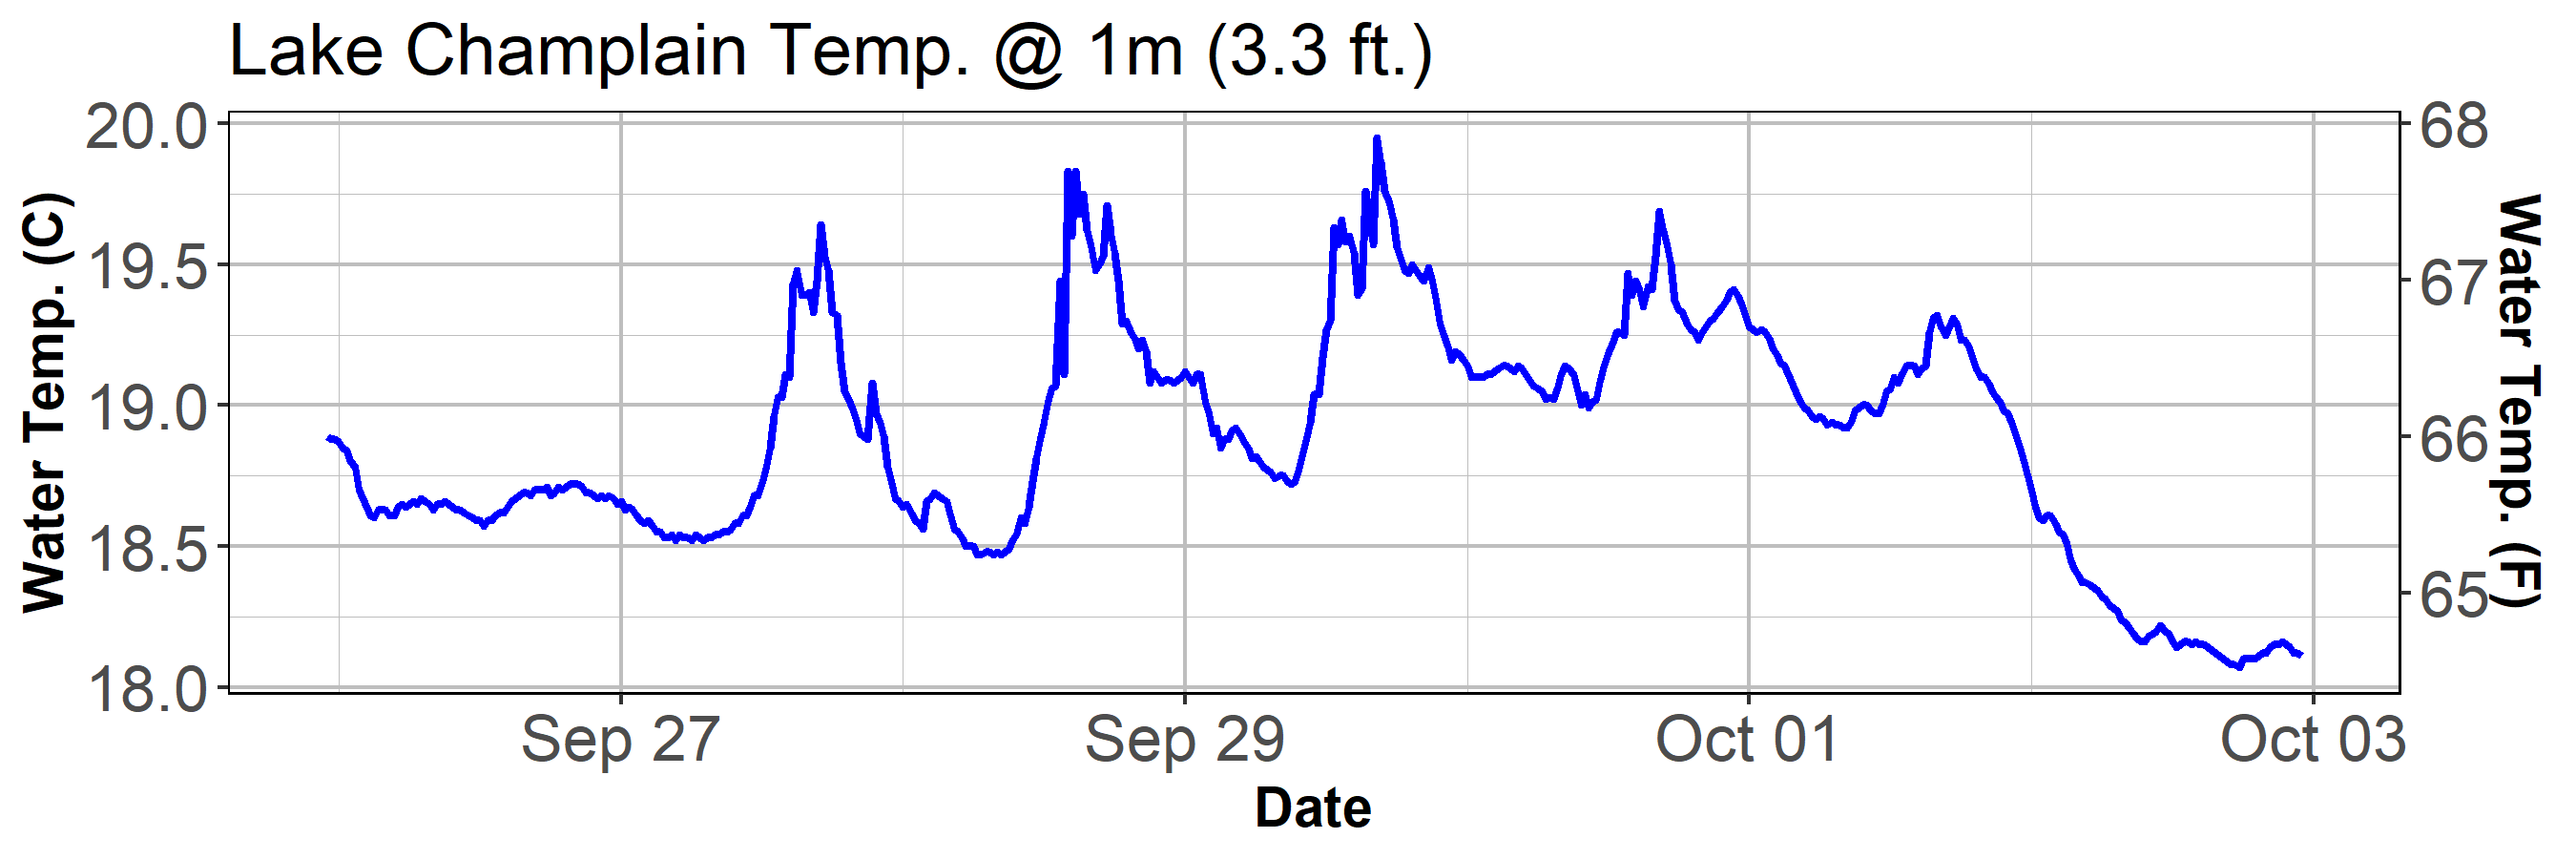 Lake Champlain Temp. @ 1m (3.3 ft.)
Water Temp. (C)
20.0
19.5
19.0
18.5
18.0
68
67
66
65
Water Temp. (F)
Sep 27 Sep 29 Oct 01 Oct 03
Date